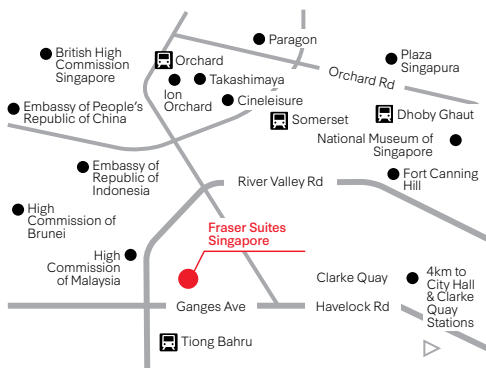 Paragon
British High
Commission
Singapore
Orchard
Plaza
Singapura
Takashimaya
Orchard Rd
Ion
Orchard
Cineleisure
Embassy of People's
Republic of China
Somerset
Dhoby Ghaut
National Museum of
Singapore
Embassy of
Republic of
Indonesia
River Valley Rd
Fort Canning
Hill
High
Commission of
Brunei
Fraser Suites
Singapore
High
Commission
of Malaysia
Clarke Quay
4km to
City Hall
& Clarke
Quay
Stations
Ganges Ave
Havelock Rd
Tiong Bahru